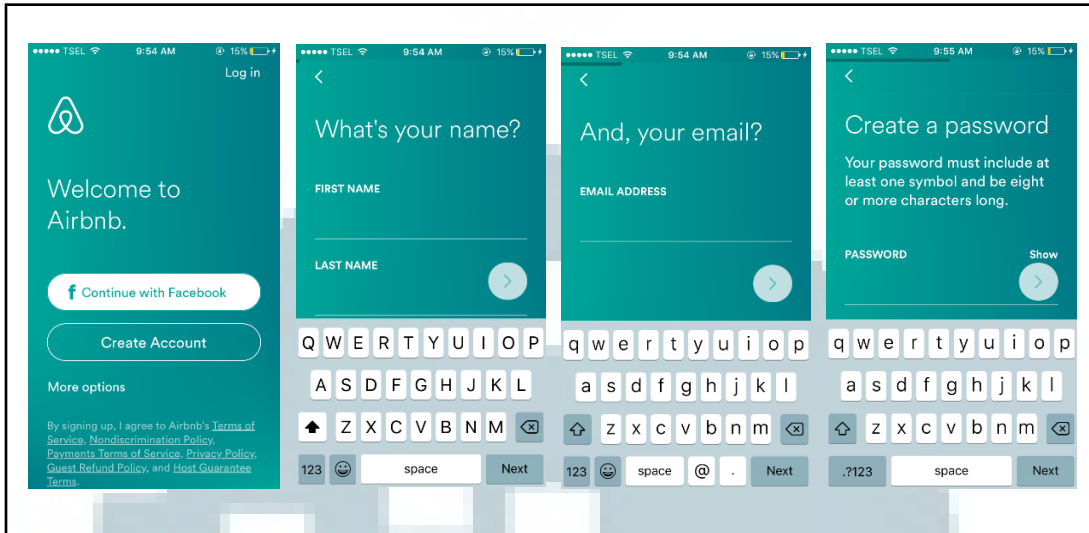 TSEL 9:54 AM 15%
Log in
Welcome to
Airbnb.
f Continue with Facebook
Create Account
More options
By signing up, I agree to Airbnb's Terms of
Service, Nondiscrimination Policy,
Payments Terms of Service, Privacy Policy,
Guest Refund Policy, and Host Guarantee
Terms.
TSEL 9:54 AM 15%
What's your name?
FIRST NAME
LAST NAME
Q W E R T Y U I O P
A S D F G H J K L
Z X C V B N M
123 space Next
TSEL 9:54 AM 15%
And, your email?
EMAIL ADDRESS
q w e r t y u i o p
a s d f g h j k l
z x c v b n m
123 space @ . Next
TSEL 9:55 AM 15%
Create a password
Your password must include at
least one symbol and be eight
or more characters long.
PASSWORD Show
q w e r t y u i o p
a s d f g h j k l
z x c v b n m
.?123 space Next